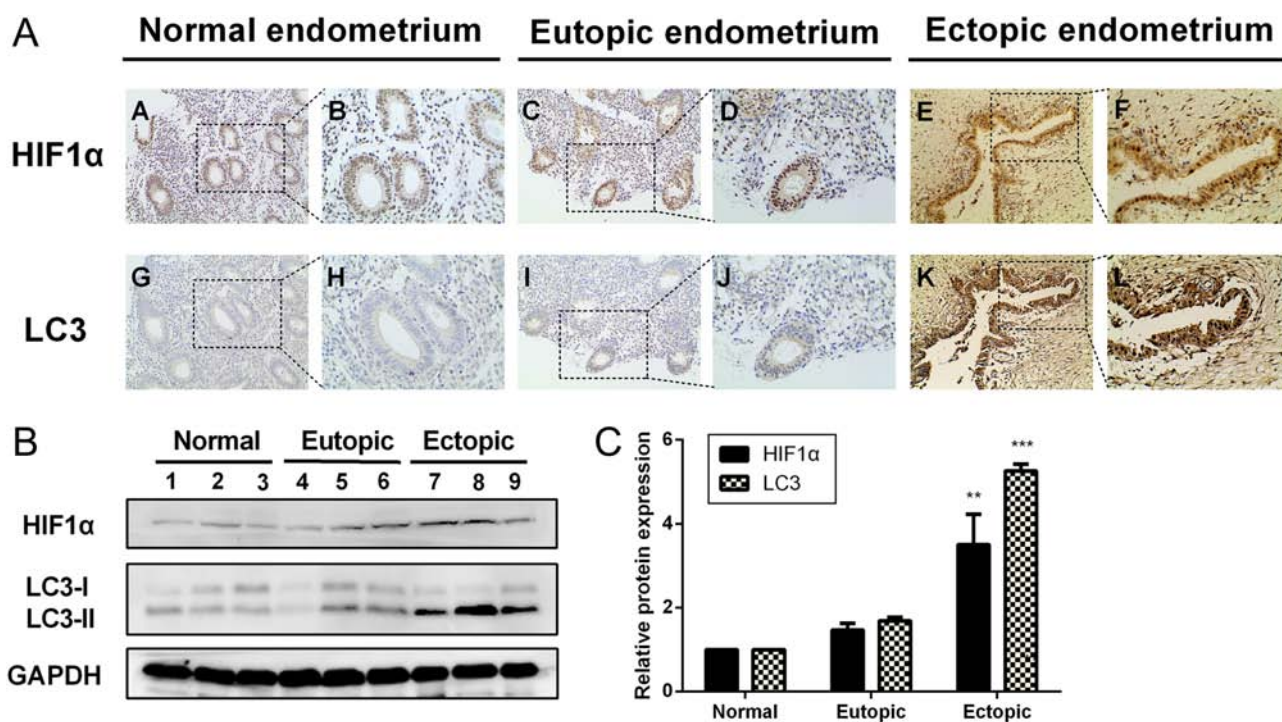 A
Normal endometrium Eutopic endometrium Ectopic endometrium
HIF1α
A B C D E F
LC3
G H I J K L
B
Normal Eutopic Ectopic
1 2 3 4 5 6 7 8 9
HIF1α
LC3-I
LC3-II
GAPDH
C
Relative protein expression
6
4
2
0
HIF1α
LC3
**
***
Normal Eutopic Ectopic